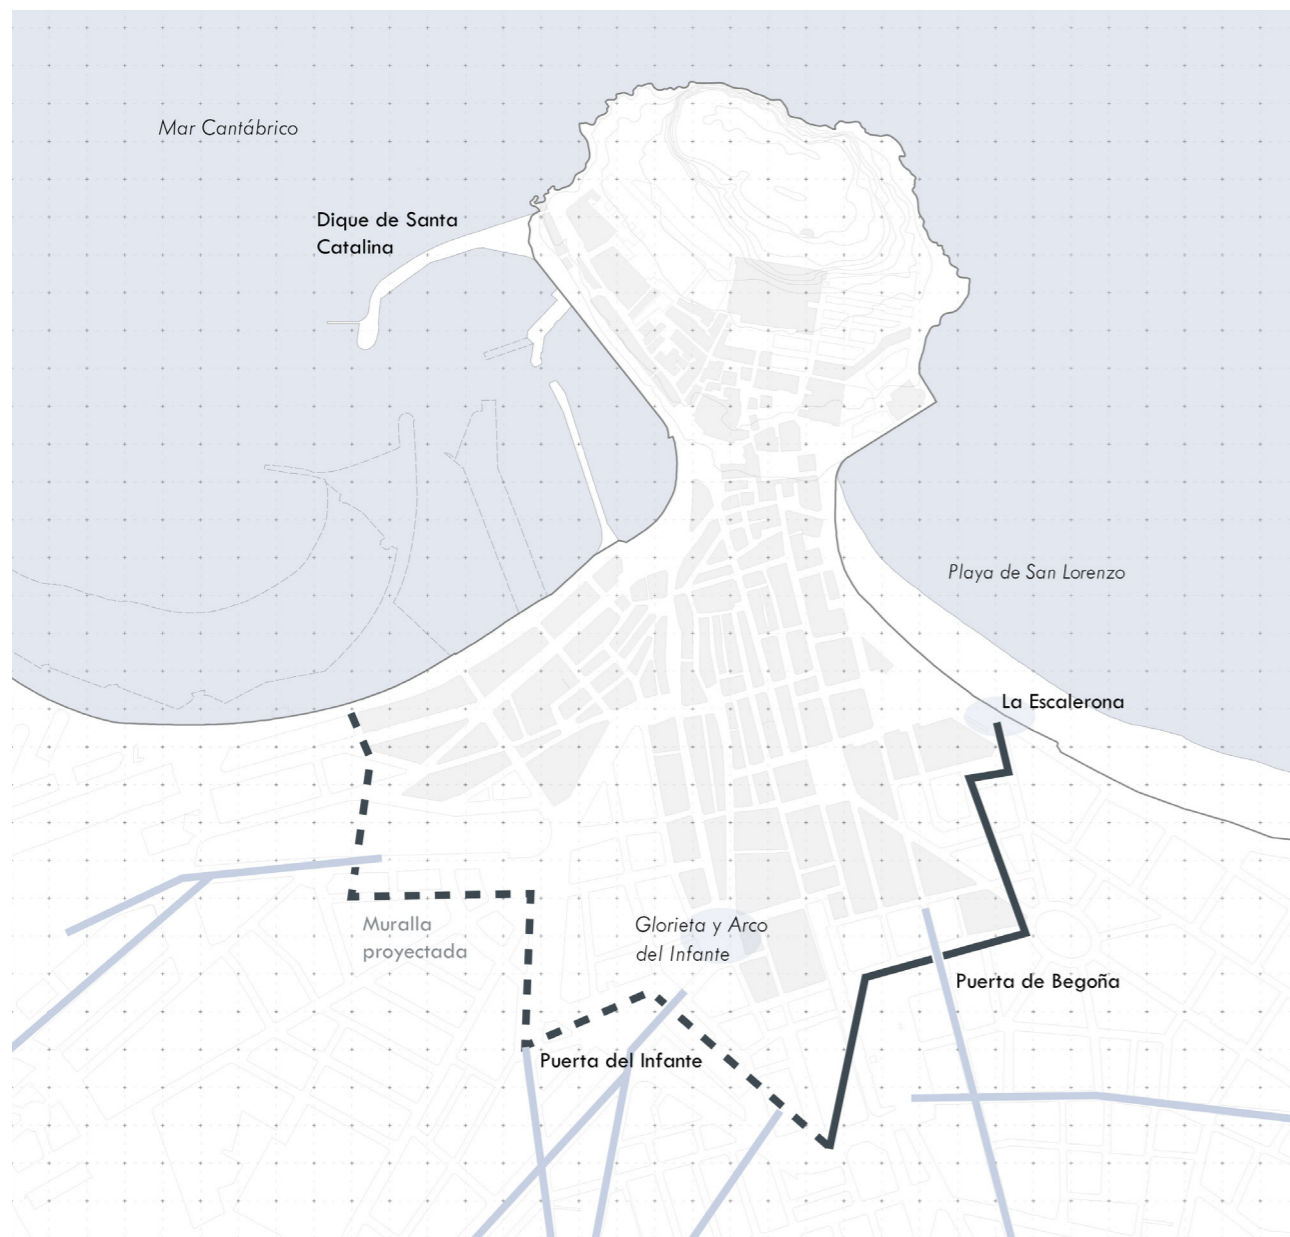 Mar Cantábrico
Dique de Santa
Catalina
Playa de San Lorenzo
La Escalerona
Muralla
proyectada
Glorieta y Arco
del Infante
Puerta de Begoña
Puerta del Infante